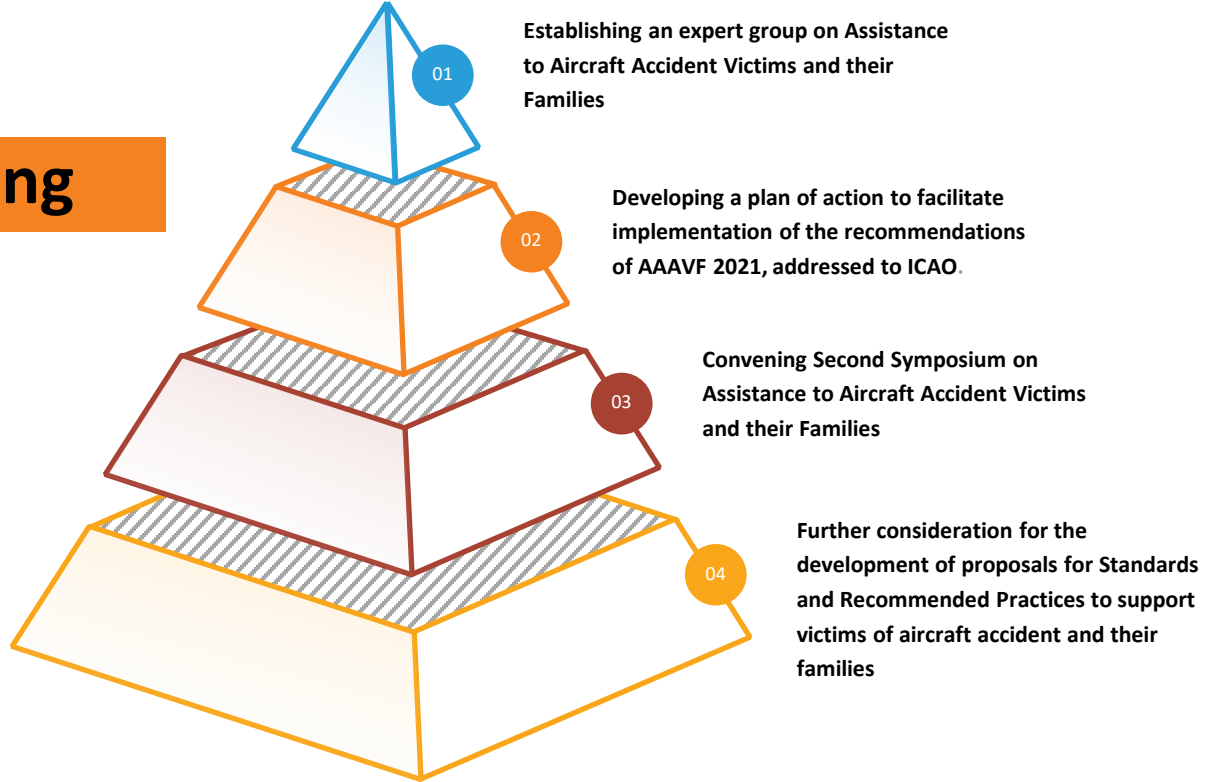 01
Establishing an expert group on Assistance
to Aircraft Accident Victims and their
Families
ng
02
Developing a plan of action to facilitate
implementation of the recommendations
of AAAVF 2021, addressed to ICAO.
03
Convening Second Symposium on
Assistance to Aircraft Accident Victims
and their Families
04
Further consideration for the
development of proposals for Standards
and Recommended Practices to support
victims of aircraft accident and their
families